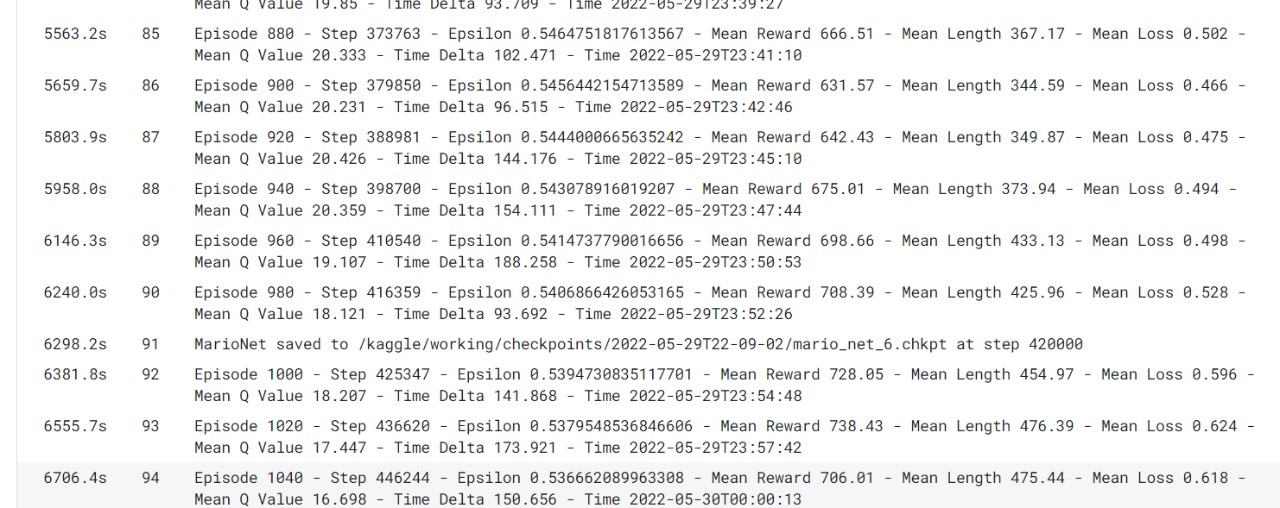 Mean Q Value 19.85 - Time Delta 93.709 - Time 2022-05-29T23:39:27
5563.2s 85 Episode 880 - Step 373763 - Epsilon 0.5464751817613567 - Mean Reward 666.51 - Mean Length 367.17 - Mean Loss 0.502 -
Mean Q Value 20.333 - Time Delta 102.471 - Time 2022-05-29T23:41:10
5659.7s 86 Episode 900 - Step 379850 - Epsilon 0.5456442154713589 - Mean Reward 631.57 - Mean Length 344.59 - Mean Loss 0.466 -
Mean Q Value 20.231 - Time Delta 96.515 - Time 2022-05-29T23:42:46
5803.9s 87 Episode 920 - Step 388981 - Epsilon 0.5444000665635242 - Mean Reward 642.43 - Mean Length 349.87 - Mean Loss 0.475 -
Mean Q Value 20.426 - Time Delta 144.176 - Time 2022-05-29T23:45:10
5958.0s 88 Episode 940 - Step 398700 - Epsilon 0.543078916019207 - Mean Reward 675.01 - Mean Length 373.94 - Mean Loss 0.494 -
Mean Q Value 20.359 - Time Delta 154.111 - Time 2022-05-29T23:47:44
6146.3s 89 Episode 960 - Step 410540 - Epsilon 0.5414737790016656 - Mean Reward 698.66 - Mean Length 433.13 - Mean Loss 0.498 -
Mean Q Value 19.107 - Time Delta 188.258 - Time 2022-05-29T23:50:53
6240.0s 90 Episode 980 - Step 416359 - Epsilon 0.5406866426053165 - Mean Reward 708.39 - Mean Length 425.96 - Mean Loss 0.528 -
Mean Q Value 18.121 - Time Delta 93.692 - Time 2022-05-29T23:52:26
6298.2s 91 MarioNet saved to /kaggle/working/checkpoints/2022-05-29T22-09-02/mario_net_6.chkpt at step 420000
6381.8s 92 Episode 1000 - Step 425347 - Epsilon 0.5394730835117701 - Mean Reward 728.05 - Mean Length 454.97 - Mean Loss 0.596 -
Mean Q Value 18.207 - Time Delta 141.868 - Time 2022-05-29T23:54:48
6555.7s 93 Episode 1020 - Step 436620 - Epsilon 0.5379548536846606 - Mean Reward 738.43 - Mean Length 476.39 - Mean Loss 0.624 -
Mean Q Value 17.447 - Time Delta 173.921 - Time 2022-05-29T23:57:42
6706.4s 94 Episode 1040 - Step 446244 - Epsilon 0.536662089963308 - Mean Reward 706.01 - Mean Length 475.44 - Mean Loss 0.618 -
Mean Q Value 16.698 - Time Delta 150.656 - Time 2022-05-30T00:00:13